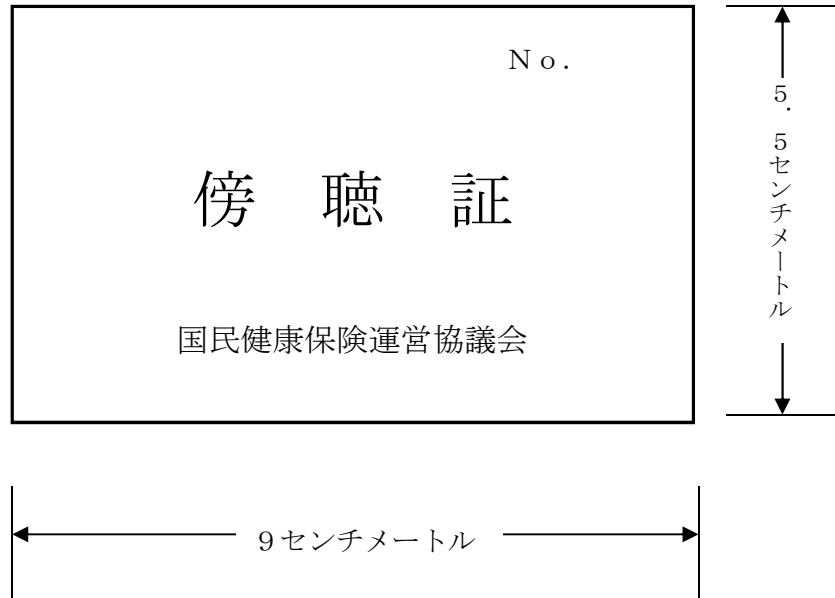 Ｎｏ．
傍　聴　証
国民健康保険運営協議会
５．５センチメートル
９センチメートル